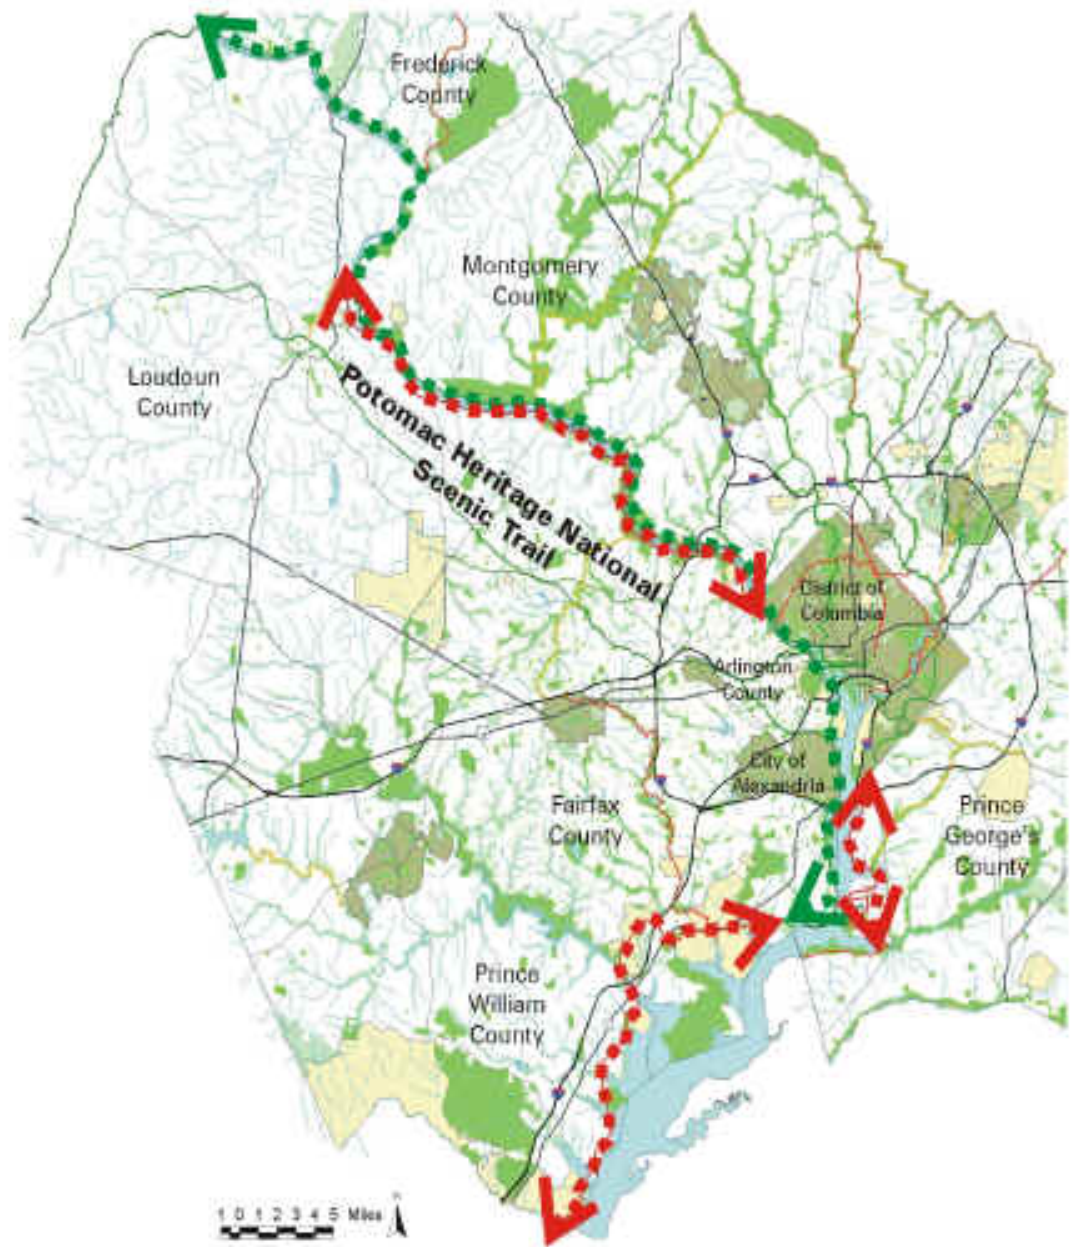 Frederick
County
Montgomery
County
Loudoun
County
Potomac Heritage National
Scenic Trail
District of
Columbia
Arlington
County
City of
Alexandria
Fairfax
County
Prince
George's
County
Prince
William
County
1 0 1 2 3 4 5 Miles